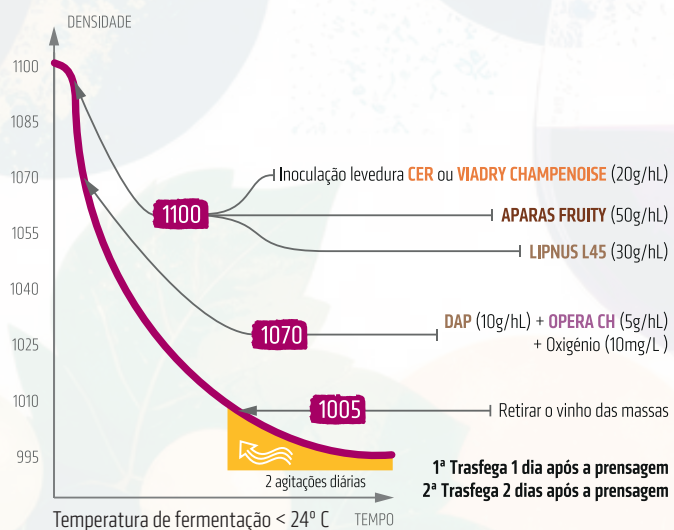 DENSIDADE
1100
1085
1070
1055
1040
1025
1010
995
Inoculação levedura CER ou VIADRY CHAMPENOISE (20g/hL)
1100
APARAS FRUITY (50g/hL)
LIPNUS L45 (30g/hL)
1070
DAP (10g/hL) + OPERA CH (5g/hL)
+ Oxigénio (10mg/L )
1005
Retirar o vinho das massas
2 agitações diárias
1ª Trasfega 1 dia após a prensagem
2ª Trasfega 2 dias após a prensagem
Temperatura de fermentação < 24º C
TEMPO